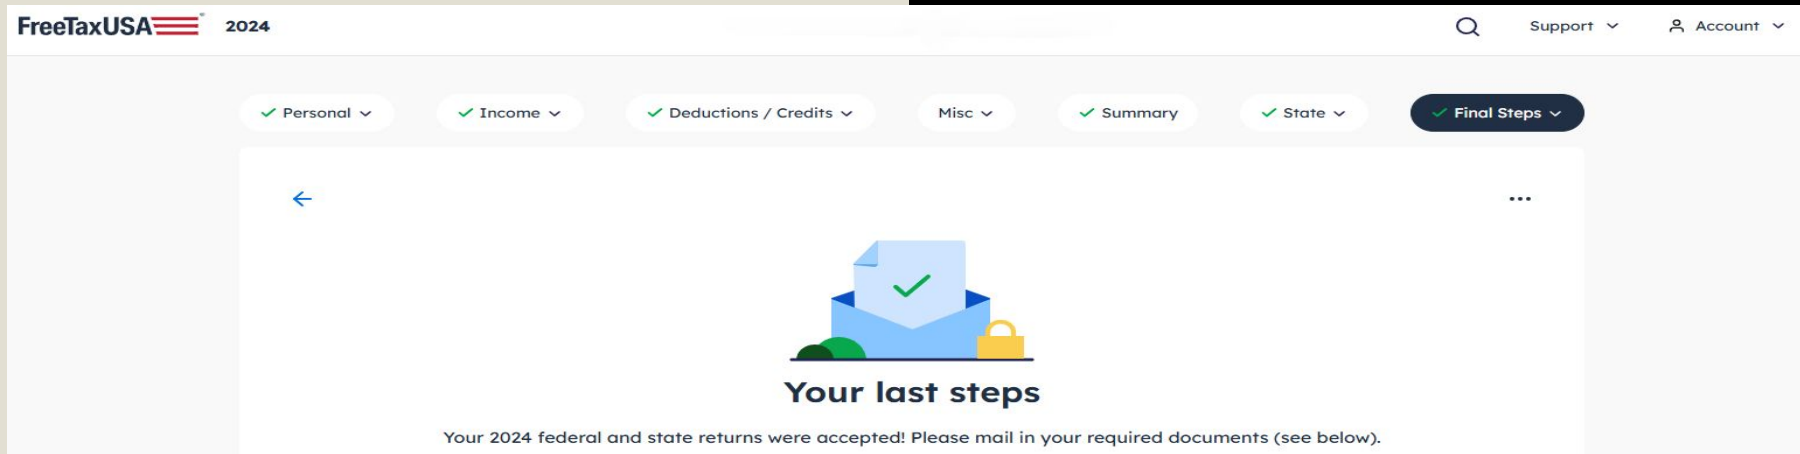 FreeTaxUSA 2024 Support Account
Personal Income Deductions / Credits Misc Summary State Final Steps
Your last steps
Your 2024 federal and state returns were accepted! Please mail in your required documents (see below).